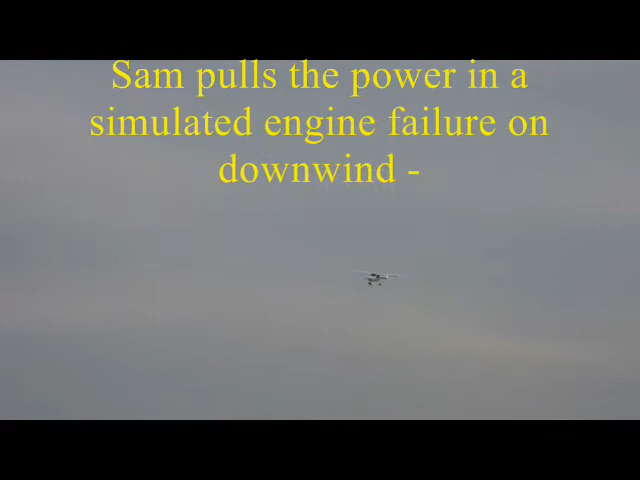 Sam pulls the power in a
simulated engine failure on
downwind -